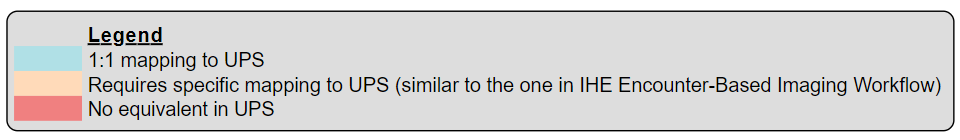 Legend
1:1 mapping to UPS
Requires specific mapping to UPS (similar to the one in IHE Encounter-Based Imaging Workflow)
No equivalent in UPS